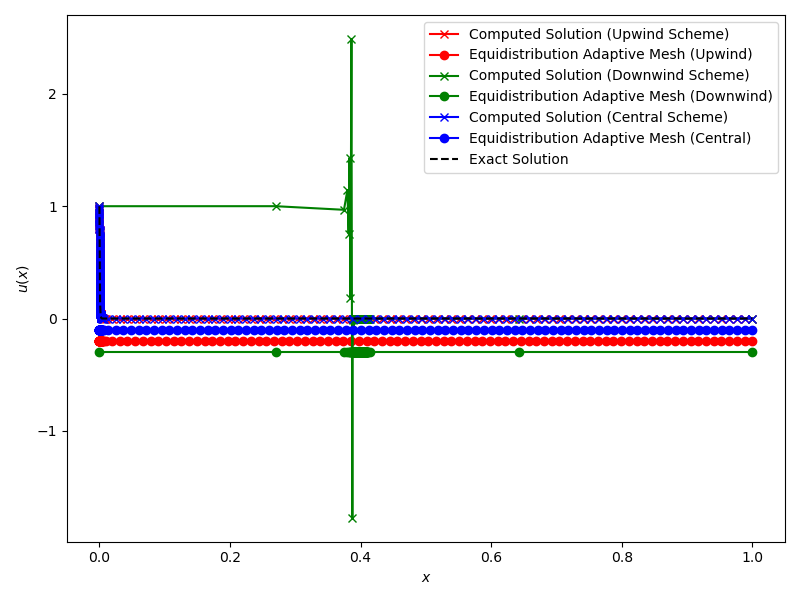 Computed Solution (Upwind Scheme)
Equidistribution Adaptive Mesh (Upwind)
Computed Solution (Downwind Scheme)
Equidistribution Adaptive Mesh (Downwind)
Computed Solution (Central Scheme)
Equidistribution Adaptive Mesh (Central)
Exact Solution
2
1
0
−1
u(x)
0.0 0.2 0.4 0.6 0.8 1.0
x